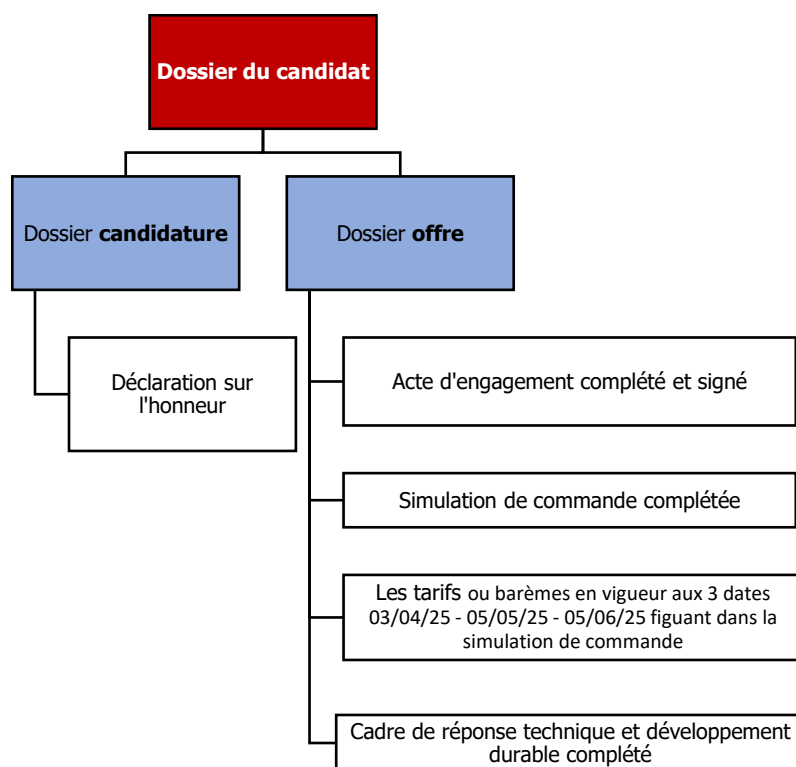 Dossier du candidat
Dossier candidature
Dossier offre
Déclaration sur
l'honneur
Acte d'engagement complété et signé
Simulation de commande complétée
Les tarifs ou barèmes en vigueur aux 3 dates
03/04/25 - 05/05/25 - 05/06/25 figuant dans la
simulation de commande
Cadre de réponse technique et développement
durable complété